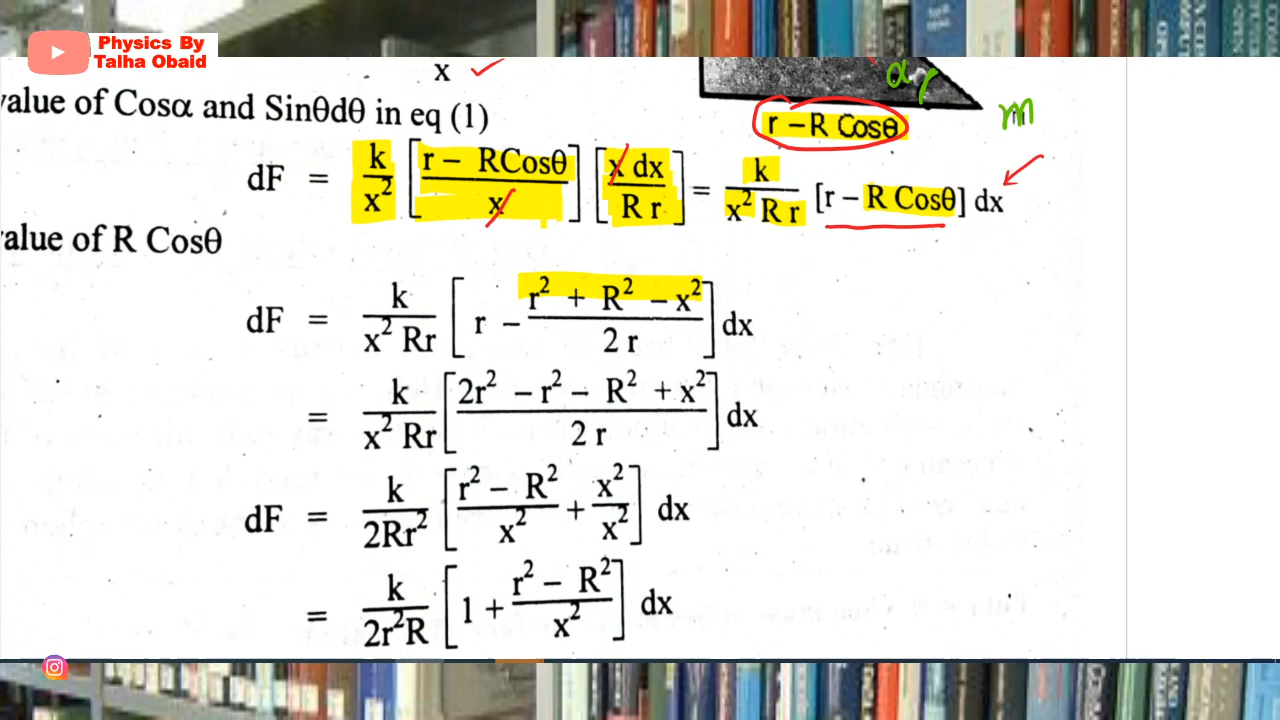 Physics By
Talha Obaid
x
α
m
r – R Cosθ
value of Cosα and Sinθdθ in eq (1)
dF = k/x² [r – RCosθ / x] [x dx / R r] = k / x² R r [r – R Cosθ] dx
value of R Cosθ
dF = k / x² Rr [r – r² + R² – x² / 2 r] dx
= k / x² Rr [2r² – r² – R² + x² / 2 r] dx
dF = k / 2Rr² [r² – R² / x² + x² / x²] dx
= k / 2r²R [1 + r² – R² / x²] dx